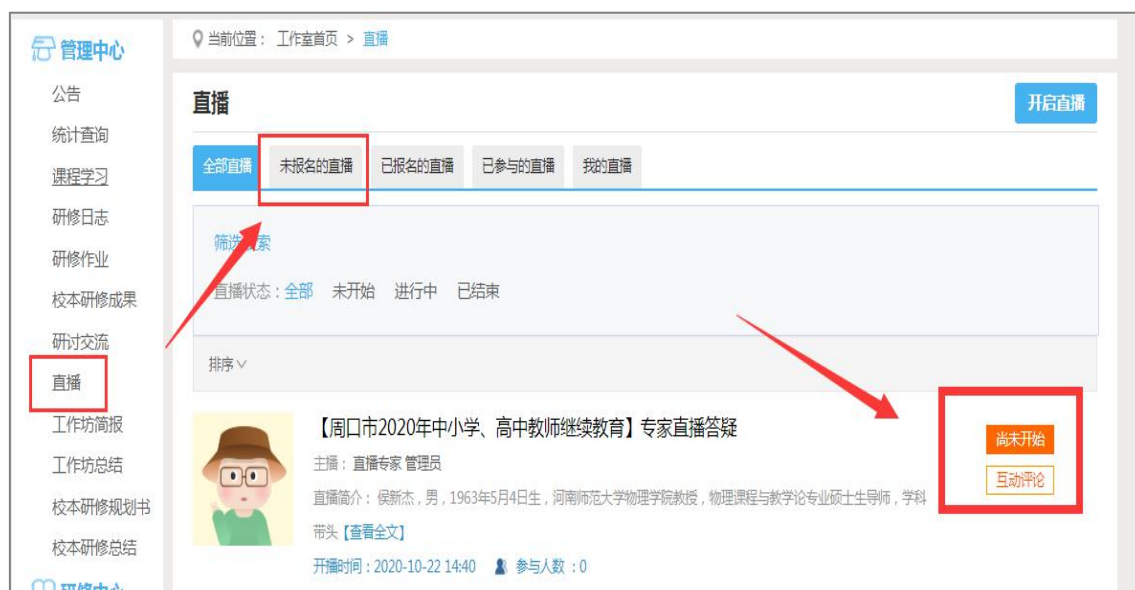 管理中心
公告
统计查询
课程学习
研修日志
研修作业
校本研修成果
研讨交流
直播
工作坊简报
工作坊总结
校本研修规划书
校本研修总结
当前位置： 工作室首页 > 直播
直播
开启直播
全部直播 未报名的直播 已报名的直播 已参与的直播 我的直播
筛选 索
直播状态：全部 未开始 进行中 已结束
排序
【周口市2020年中小学、高中教师继续教育】专家直播答疑
尚未开始
主播： 直播专家 管理员
互动评论
直播简介： 侯新杰，男，1963年5月4日生，河南师范大学物理学院教授，物理课程与教学论专业硕士生导师，学科
带头【查看全文】
开播时间：2020-10-22 14:40 参与人数 ：0